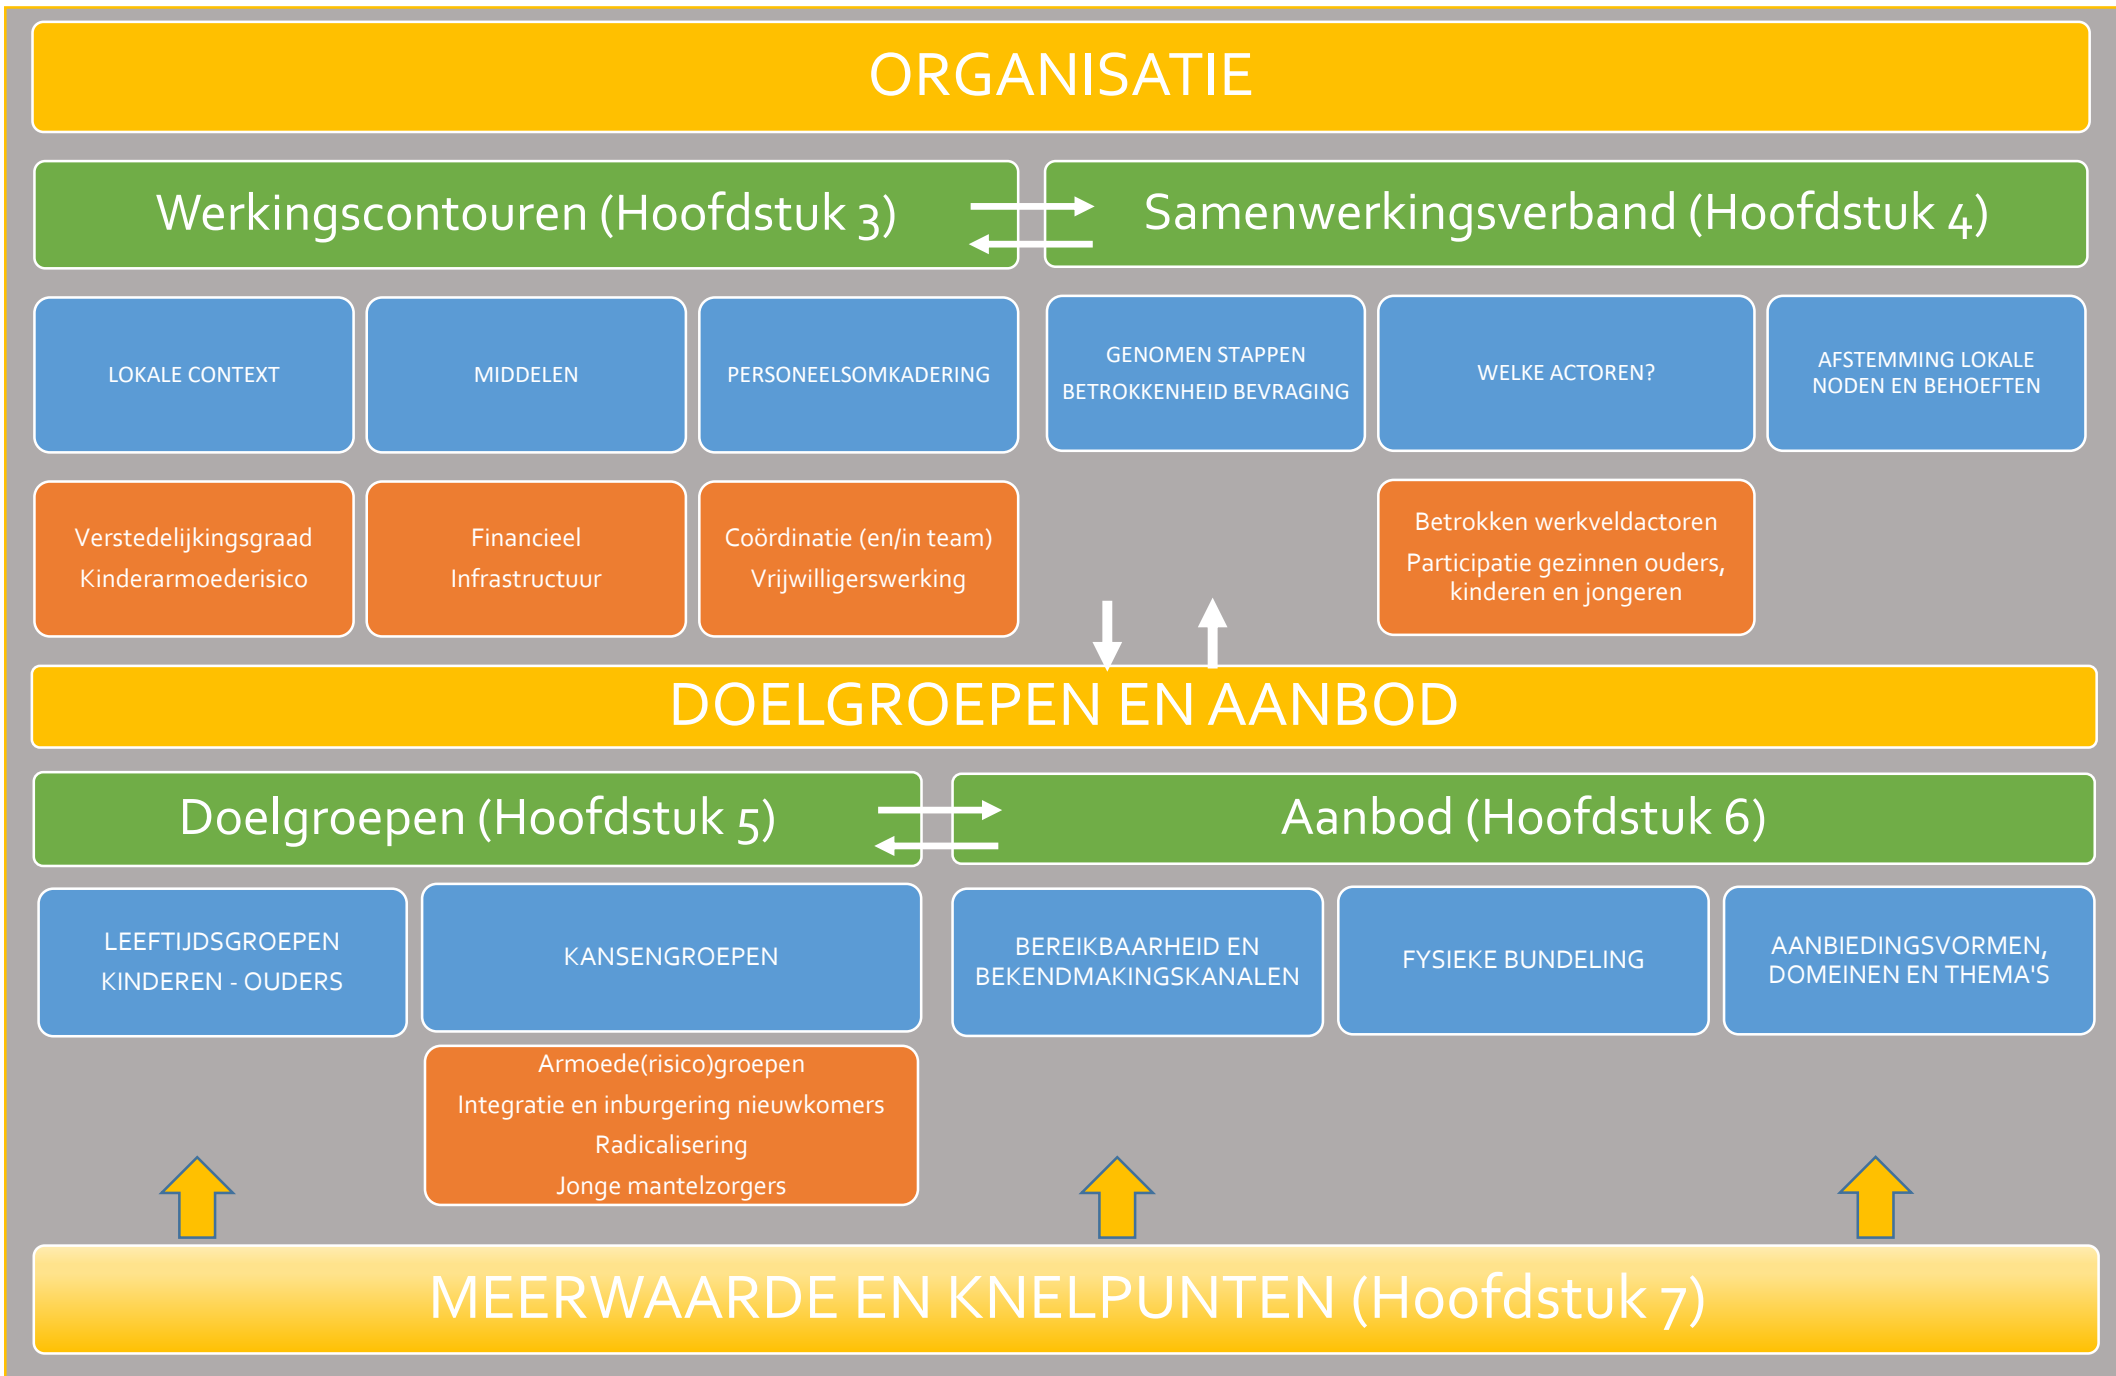 ORGANISATIE
Werkingscontouren (Hoofdstuk 3)
Samenwerkingsverband (Hoofdstuk 4)
LOKALE CONTEXT
MIDDELEN
PERSONEELSOMKADERING
GENOMEN STAPPEN
BETROKKENHEID BEVRAGING
WELKE ACTOREN?
AFSTEMMING LOKALE
NODEN EN BEHOEFTEN
Verstedelijkingsgraad
Kinderarmoederisico
Financieel
Infrastructuur
Coördinatie (en/in team)
Vrijwilligerswerking
Betrokken werkveldactoren
Participatie gezinnen ouders,
kinderen en jongeren
DOELGROEPEN EN AANBOD
Doelgroepen (Hoofdstuk 5)
Aanbod (Hoofdstuk 6)
LEEFTIJDSGROEPEN
KINDEREN - OUDERS
KANSENGROEPEN
BEREIKBAARHEID EN
BEKENDMAKINGSKANALEN
FYSIEKE BUNDELING
AANBIEDINGSVORMEN,
DOMEINEN EN THEMA'S
Armoede(risico)groepen
Integratie en inburgering nieuwkomers
Radicalisering
Jonge mantelzorgers
MEERWAARDE EN KNELPUNTEN (Hoofdstuk 7)